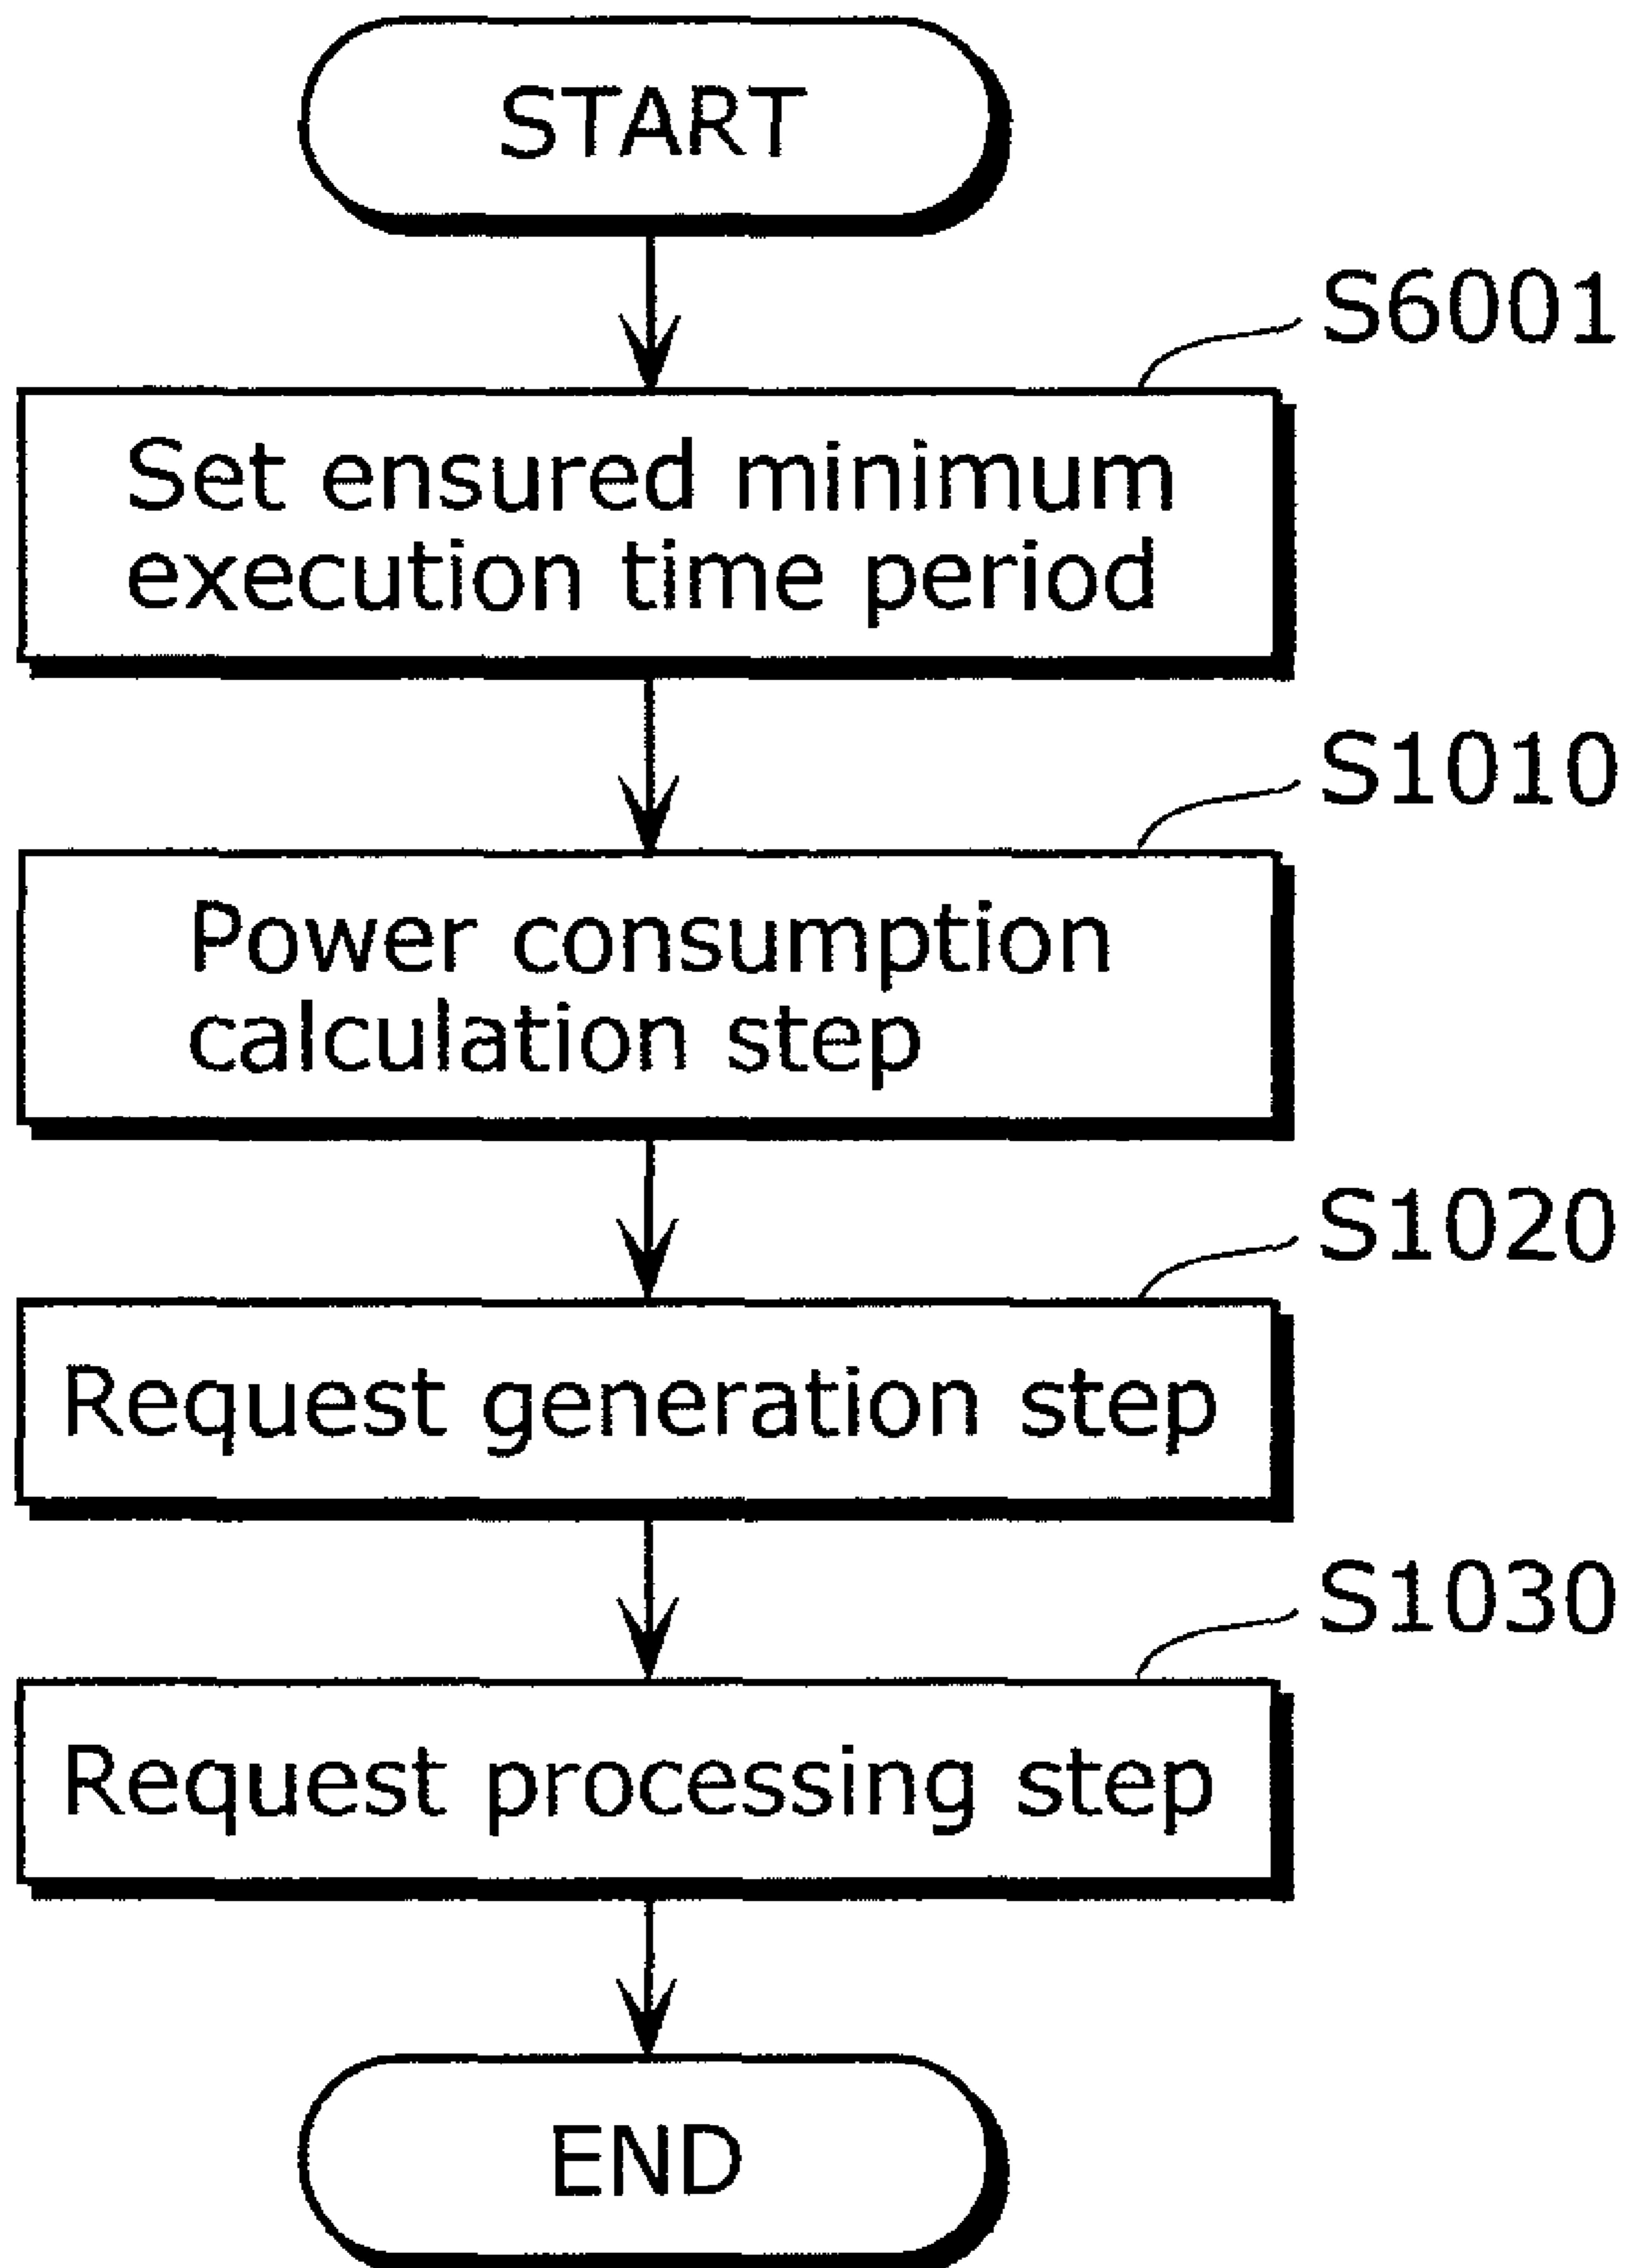 START
S6001
Set ensured minimum
execution time period
S1010
Power consumption
calculation step
S1020
Request generation step
S1030
Request processing step
END